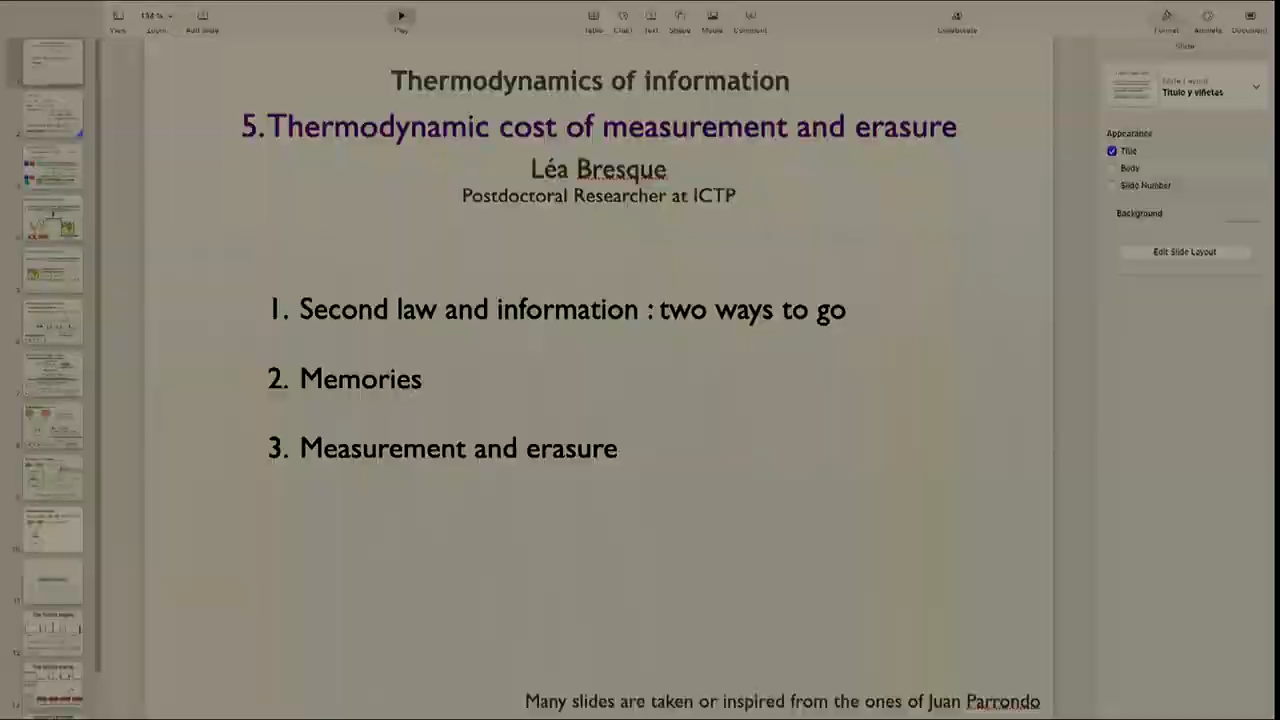 View
Zoom
Add Slide
Play
Table
Chart
Text
Shape
Media
Comment
Collaborate
Format
Animate
Document
Slide
Thermodynamics of information
5.Thermodynamic cost of measurement and erasure
Léa Bresque
Postdoctoral Researcher at ICTP
1. Second law and information : two ways to go
2. Memories
3. Measurement and erasure
Many slides are taken or inspired from the ones of Juan Parrondo
Slide Layout
Título y viñetas
Appearance
Title
Body
Slide Number
Background
Edit Slide Layout